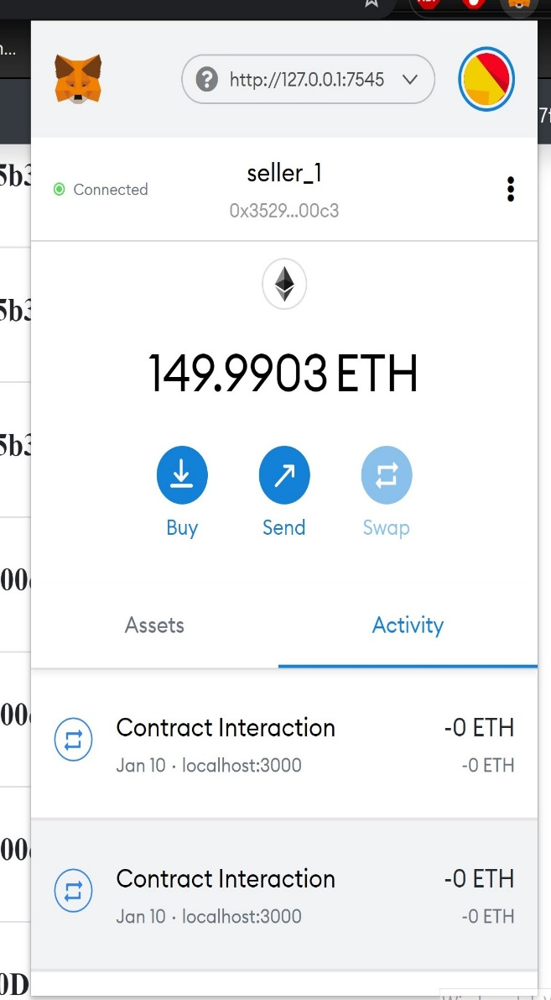 http://127.0.0.1:7545
seller_1
Connected
0x3529...00c3
149.9903 ETH
Buy Send Swap
Assets Activity
Contract Interaction -0 ETH
Jan 10 · localhost:3000 -0 ETH
Contract Interaction -0 ETH
Jan 10 · localhost:3000 -0 ETH